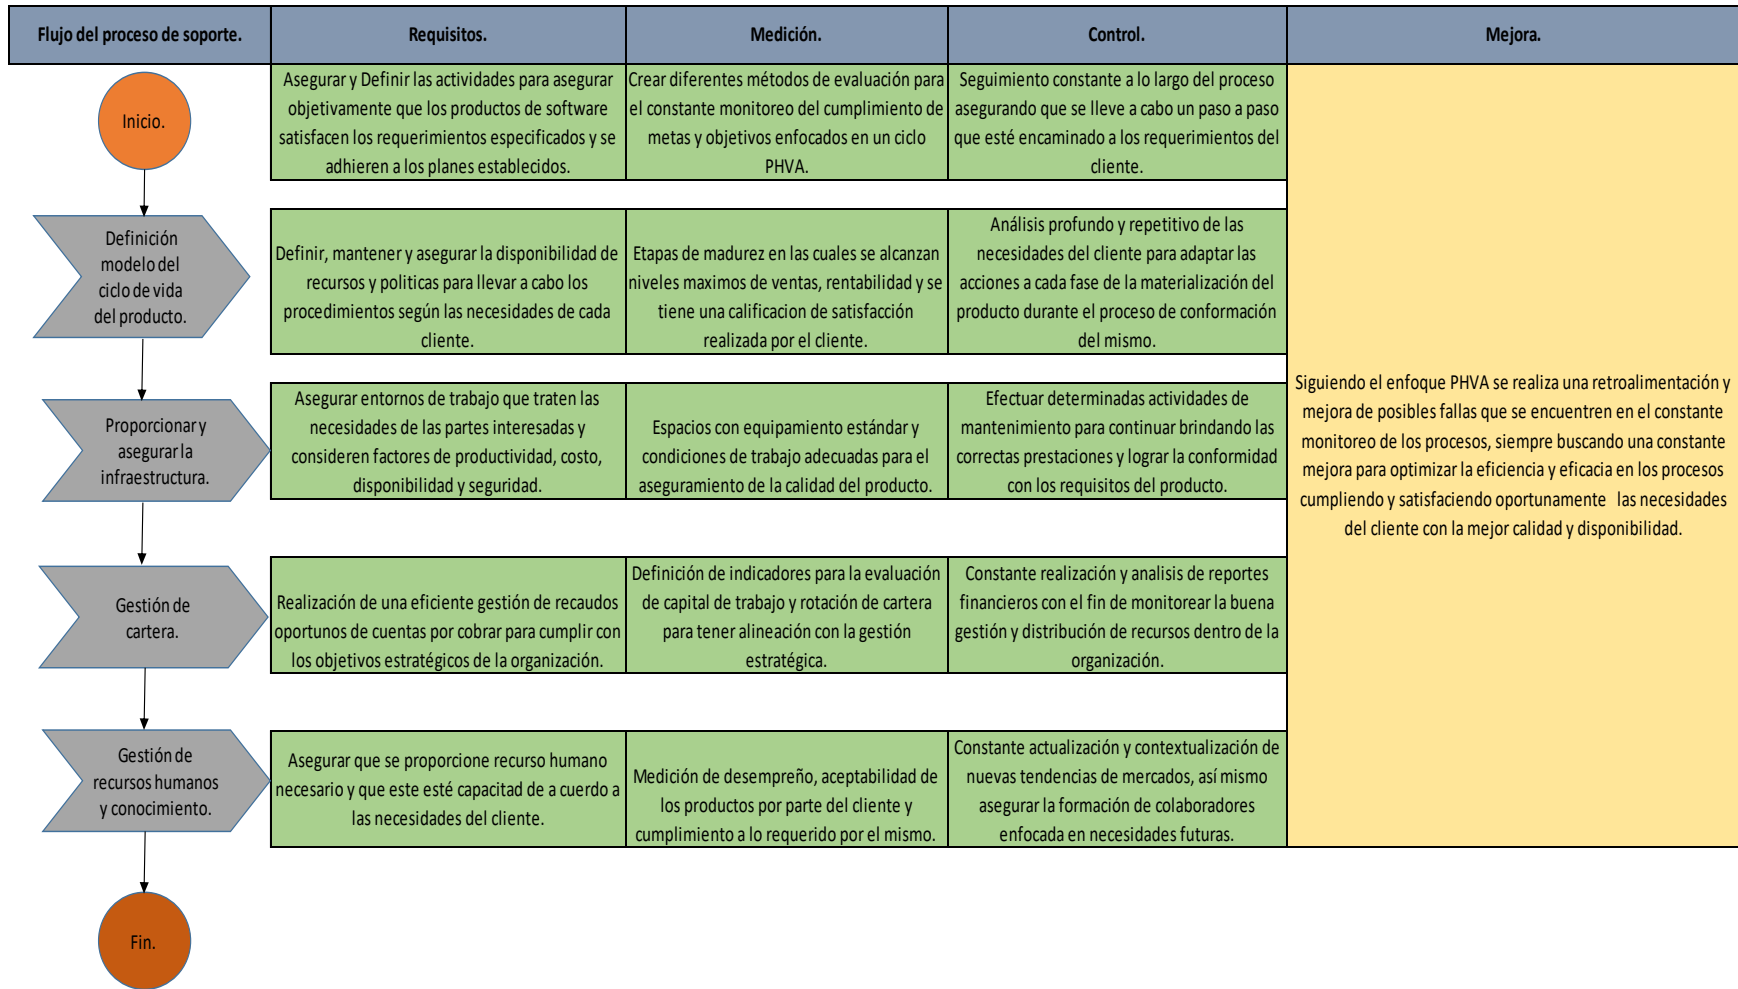 Flujo del proceso de soporte.
Requisitos.
Medición.
Control.
Mejora.
Inicio.
Asegurar y Definir las actividades para asegurar
objetivamente que los productos de software
satisfacen los requerimientos especificados y se
adhieren a los planes establecidos.
Crear diferentes métodos de evaluación para
el constante monitoreo del cumplimiento de
metas y objetivos enfocados en un ciclo
PHVA.
Seguimiento constante a lo largo del proceso
asegurando que se lleve a cabo un paso a paso
que esté encaminado a los requerimientos del
cliente.
Definición
modelo del
ciclo de vida
del producto.
Definir, mantener y asegurar la disponibilidad de
recursos y politicas para llevar a cabo los
procedimientos según las necesidades de cada
cliente.
Etapas de madurez en las cuales se alcanzan
niveles maximos de ventas, rentabilidad y se
tiene una calificacion de satisfacción
realizada por el cliente.
Análisis profundo y repetitivo de las
necesidades del cliente para adaptar las
acciones a cada fase de la materialización del
producto durante el proceso de conformación
del mismo.
Proporcionar y
asegurar la
infraestructura.
Asegurar entornos de trabajo que traten las
necesidades de las partes interesadas y
consideren factores de productividad, costo,
disponibilidad y seguridad.
Espacios con equipamiento estándar y
condiciones de trabajo adecuadas para el
aseguramiento de la calidad del producto.
Efectuar determinadas actividades de
mantenimiento para continuar brindando las
correctas prestaciones y lograr la conformidad
con los requisitos del producto.
Siguiendo el enfoque PHVA se realiza una retroalimentación y
mejora de posibles fallas que se encuentren en el constante
monitoreo de los procesos, siempre buscando una constante
mejora para optimizar la eficiencia y eficacia en los procesos
cumpliendo y satisfaciendo oportunamente las necesidades
del cliente con la mejor calidad y disponibilidad.
Gestión de
cartera.
Realización de una eficiente gestión de recaudos
oportunos de cuentas por cobrar para cumplir con
los objetivos estratégicos de la organización.
Definición de indicadores para la evaluación
de capital de trabajo y rotación de cartera
para tener alineación con la gestión
estratégica.
Constante realización y analisis de reportes
financieros con el fin de monitorear la buena
gestión y distribución de recursos dentro de la
organización.
Gestión de
recursos humanos
y conocimiento.
Asegurar que se proporcione recurso humano
necesario y que este esté capacitad de a cuerdo a
las necesidades del cliente.
Medición de desempreño, aceptabilidad de
los productos por parte del cliente y
cumplimiento a lo requerido por el mismo.
Constante actualización y contextualización de
nuevas tendencias de mercados, así mismo
asegurar la formación de colaboradores
enfocada en necesidades futuras.
Fin.